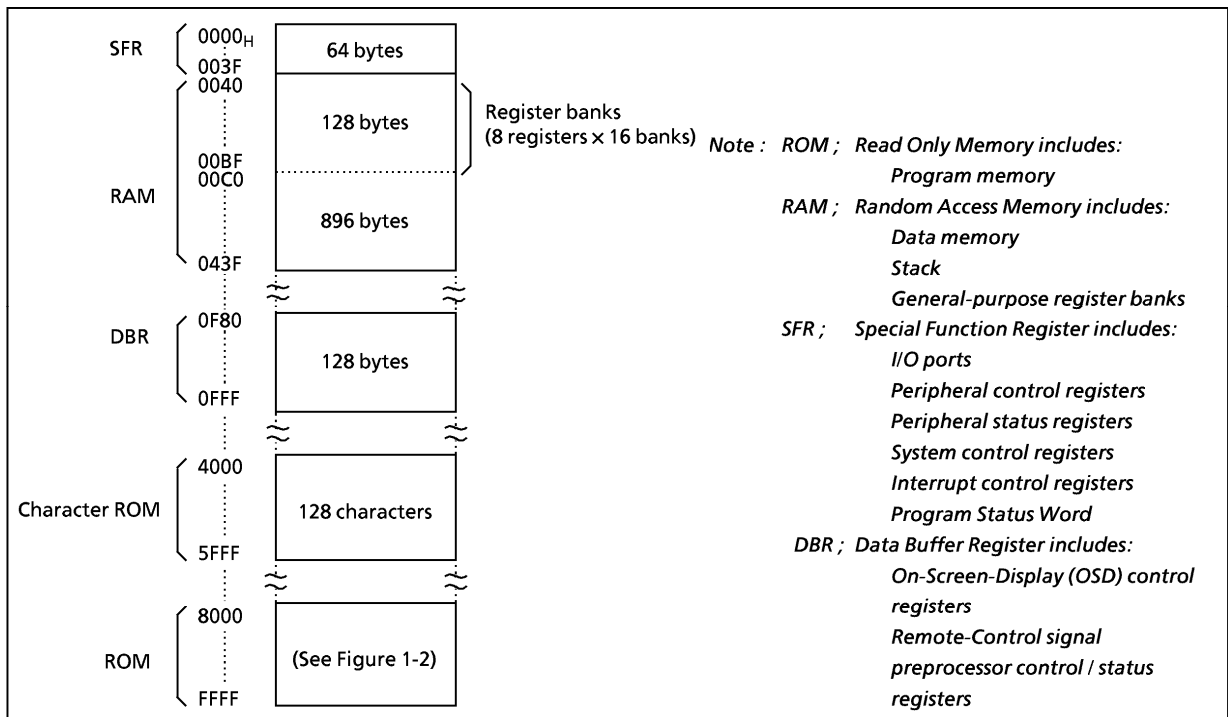 SFR
0000H
003F
64 bytes
RAM
0040
00BF
00C0
043F
128 bytes
896 bytes
Register banks
(8 registers × 16 banks)
DBR
0F80
0FFF
128 bytes
Character ROM
4000
5FFF
128 characters
ROM
8000
FFFF
(See Figure 1-2)
Note : ROM ; Read Only Memory includes:
Program memory
RAM ; Random Access Memory includes:
Data memory
Stack
General-purpose register banks
SFR ; Special Function Register includes:
I/O ports
Peripheral control registers
Peripheral status registers
System control registers
Interrupt control registers
Program Status Word
DBR ; Data Buffer Register includes:
On-Screen-Display (OSD) control
registers
Remote-Control signal
preprocessor control / status
registers